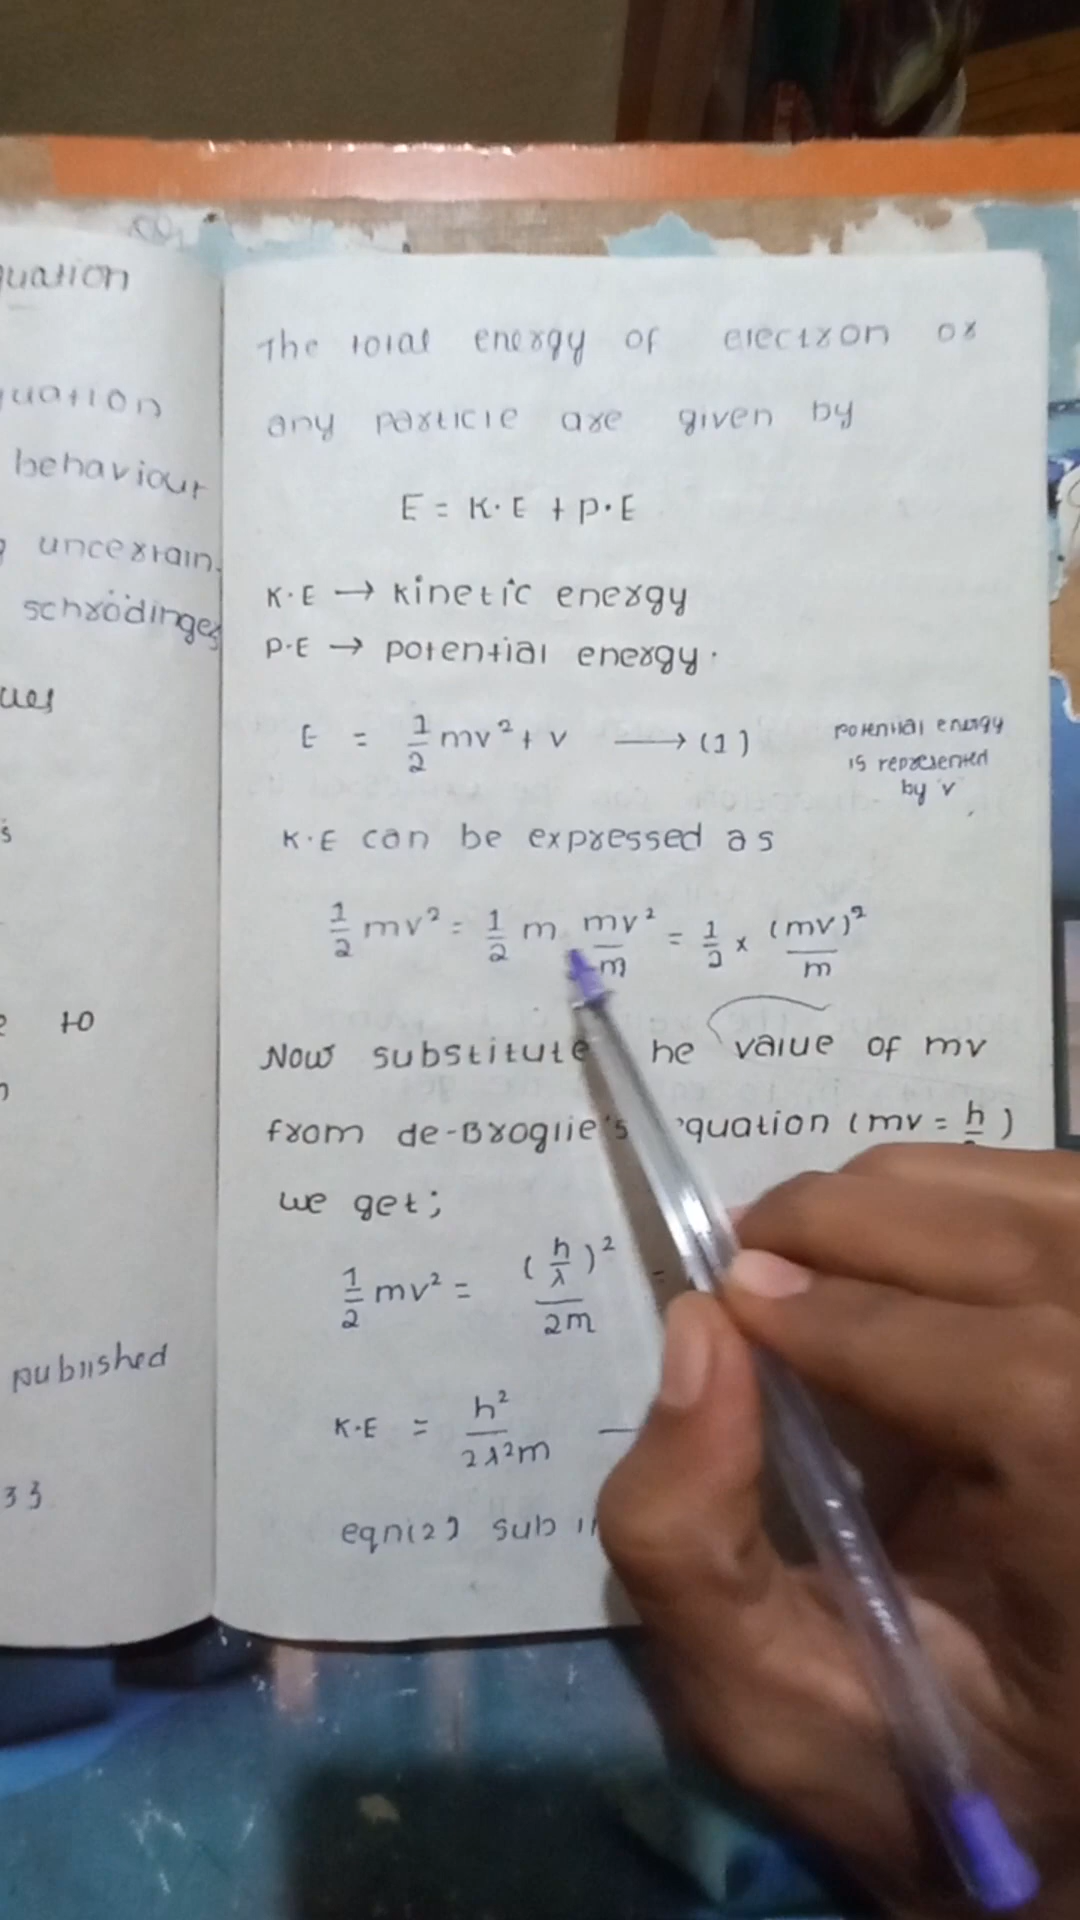 quation
quation
behaviour
uncertain.
schrödinger
ues
s
to
published
33
The total energy of electron or
any particle are given by
E = K.E + P.E
K.E → Kinetic energy
P.E → potential energy.
E = 1/2 mv² + v → (1)
potential energy
is represented
by v
K.E can be expressed as
1/2 mv² = 1/2 m mv²/m = 1/2 × (mv)²/m
Now substitute he value of mv
from de-Broglie's quation (mv = h
we get;
1/2 mv² = (h/λ)²/2m =
K.E = h²/2λ²m —
eqn(2) sub